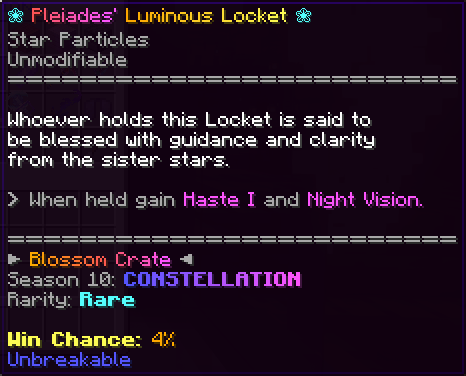 ❀ Pleiades' Luminous Locket ❀
Star Particles
Unmodifiable
==================================
Whoever holds this Locket is said to
be blessed with guidance and clarity
from the sister stars.
> When held gain Haste I and Night Vision.
==================================
► Blossom Crate ◄
Season 10: CONSTELLATION
Rarity: Rare
Win Chance: 4%
Unbreakable